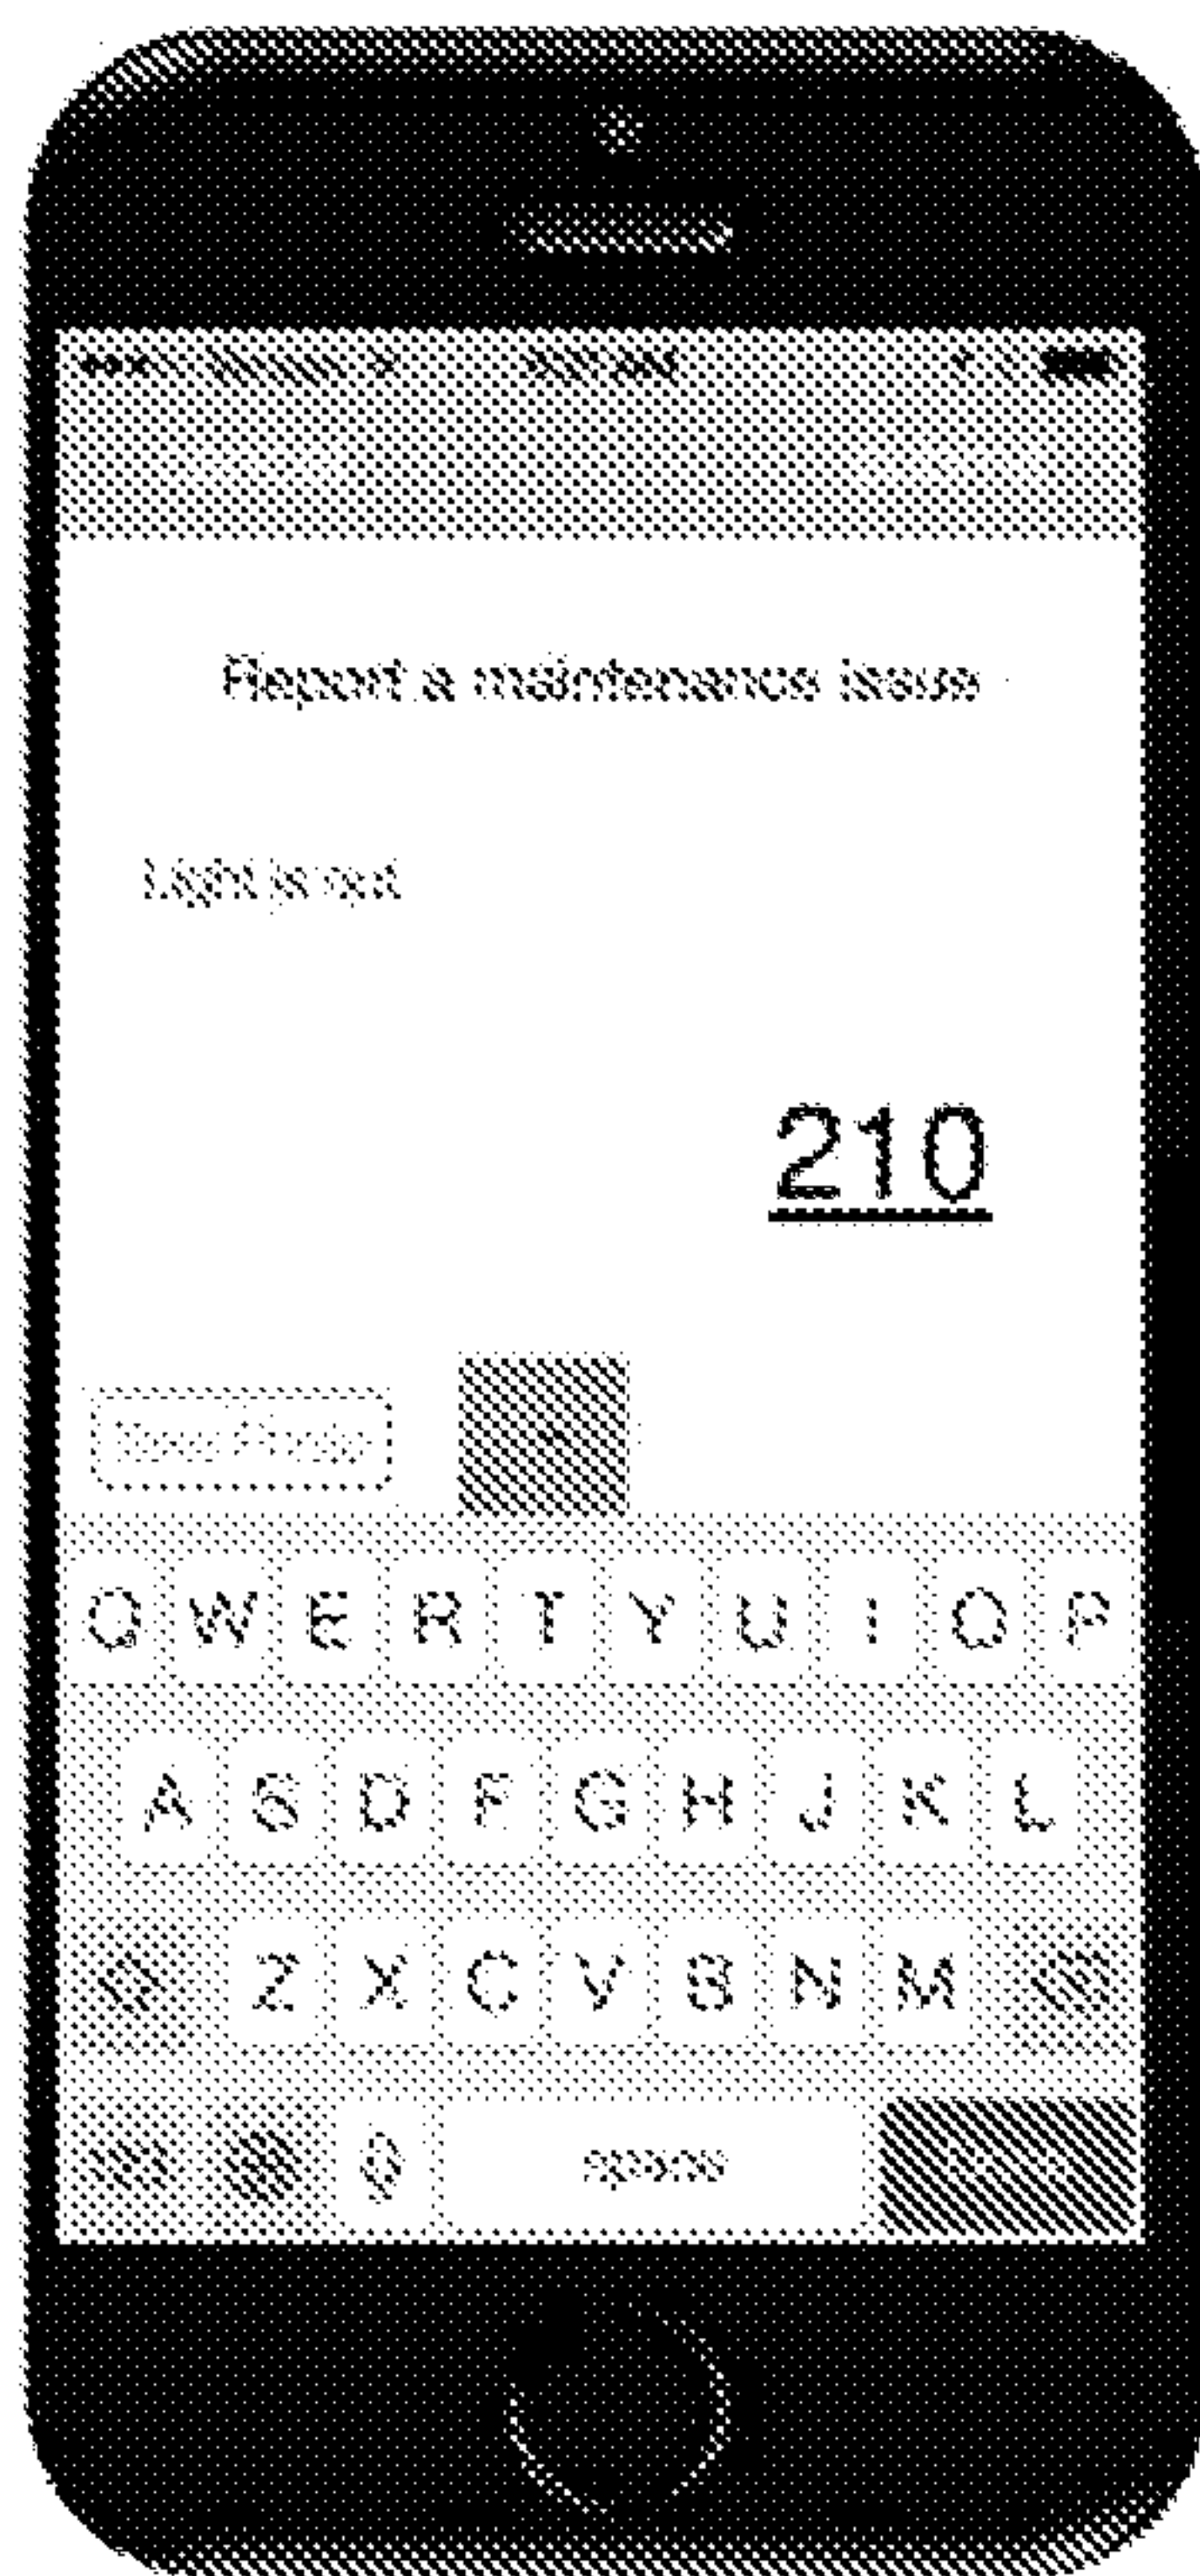 Report a maintenance issue
Light is out
210
Q W E R T Y U I O P
A S D F G H J K L
Z X C V B N M
space